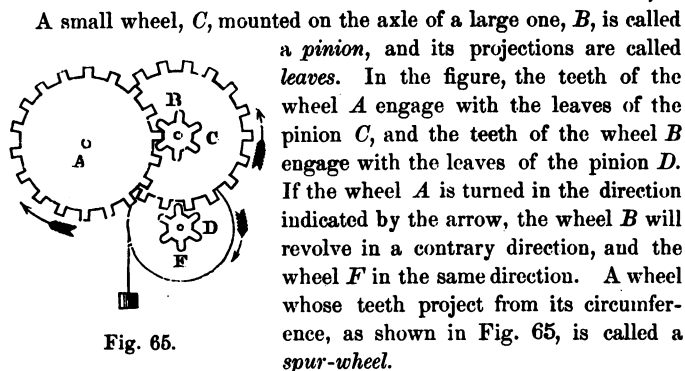 A small wheel, C, mounted on the axle of a large one, B, is called
a pinion, and its projections are called
leaves. In the figure, the teeth of the
wheel A engage with the leaves of the
pinion C, and the teeth of the wheel B
engage with the leaves of the pinion D.
If the wheel A is turned in the direction
indicated by the arrow, the wheel B will
revolve in a contrary direction, and the
wheel F in the same direction. A wheel
whose teeth project from its circumfer-
ence, as shown in Fig. 65, is called a
spur-wheel.
B
C
A
D
F
Fig. 65.